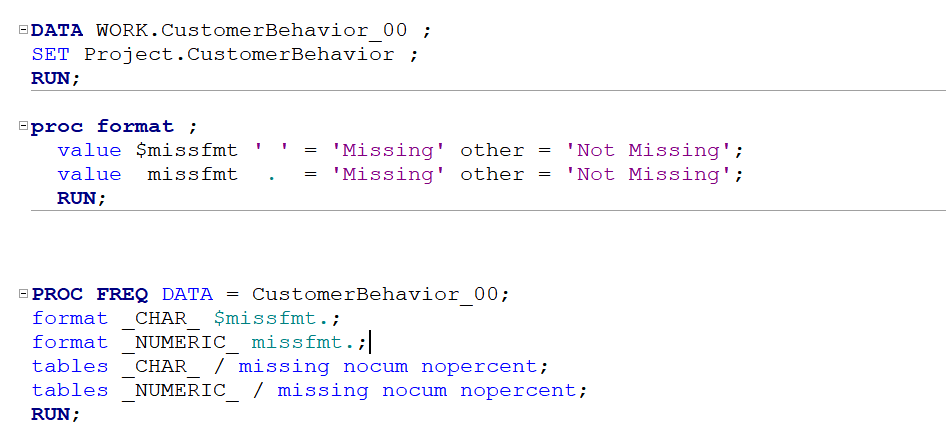 DATA WORK.CustomerBehavior_00 ;
SET Project.CustomerBehavior ;
RUN;
proc format ;
value $missfmt ' ' = 'Missing' other = 'Not Missing';
value missfmt . = 'Missing' other = 'Not Missing';
RUN;
PROC FREQ DATA = CustomerBehavior_00;
format _CHAR_ $missfmt.;
format _NUMERIC_ missfmt.;
tables _CHAR_ / missing nocum nopercent;
tables _NUMERIC_ / missing nocum nopercent;
RUN;